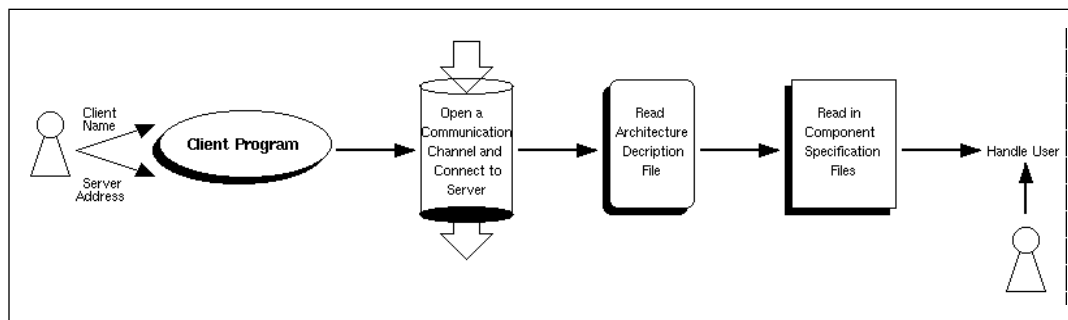 Client
Name
Server
Address
Client Program
Open a
Communication
Channel and
Connect to
Server
Read
Architecture
Decription
File
Read in
Component
Specification
Files
Handle User